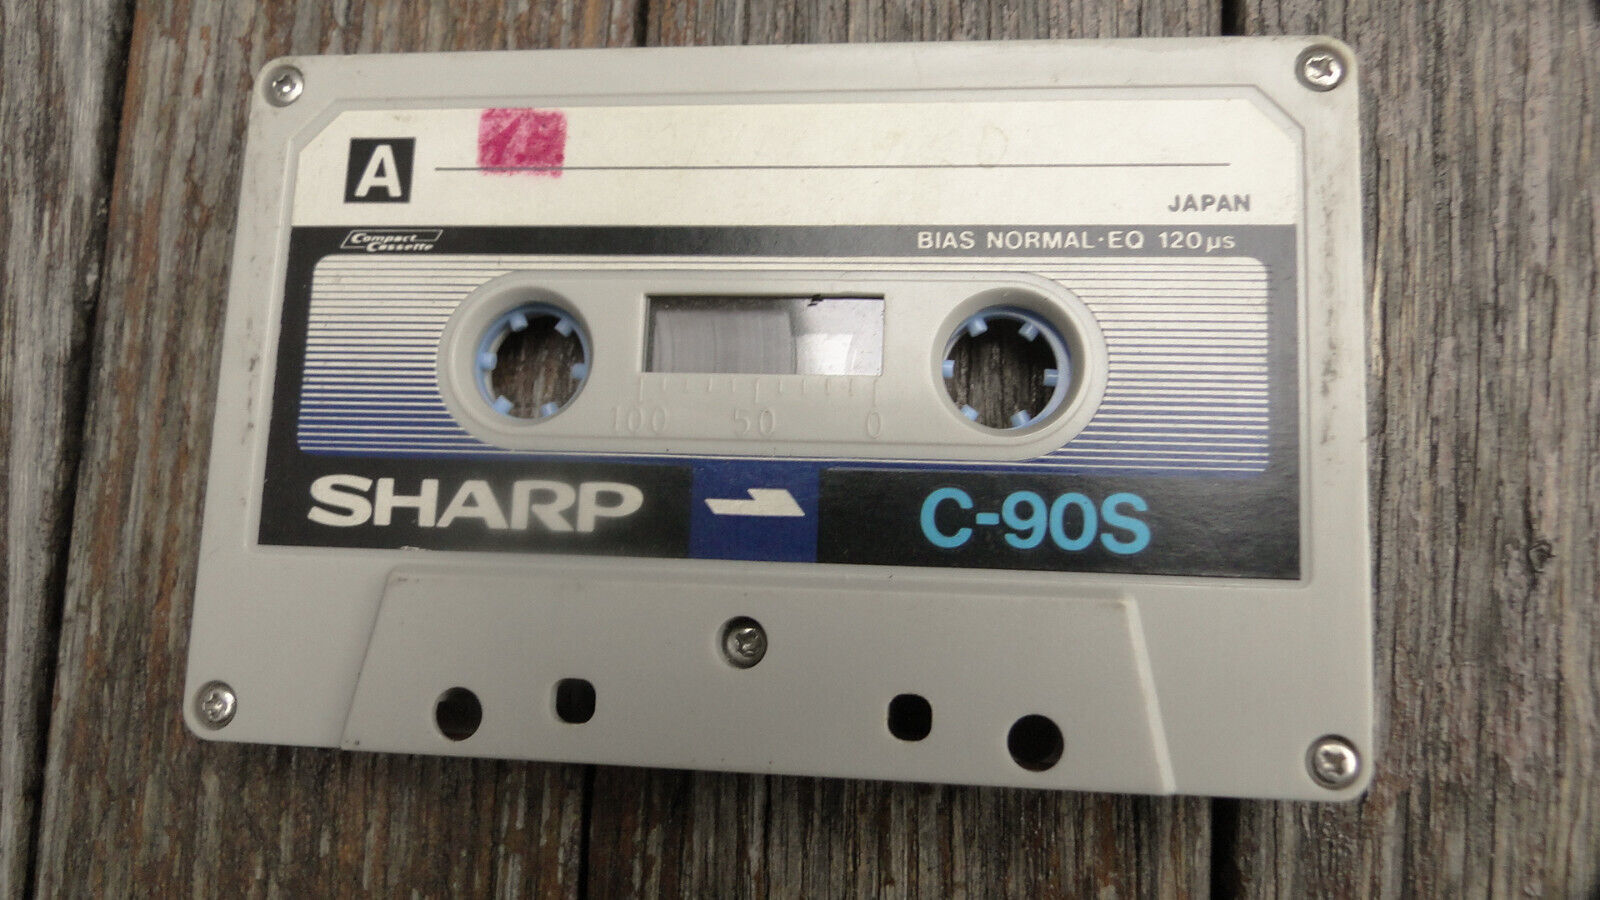 A
JAPAN
Compact Cassette
BIAS NORMAL·EQ 120μs
100 50 0
SHARP C-90S